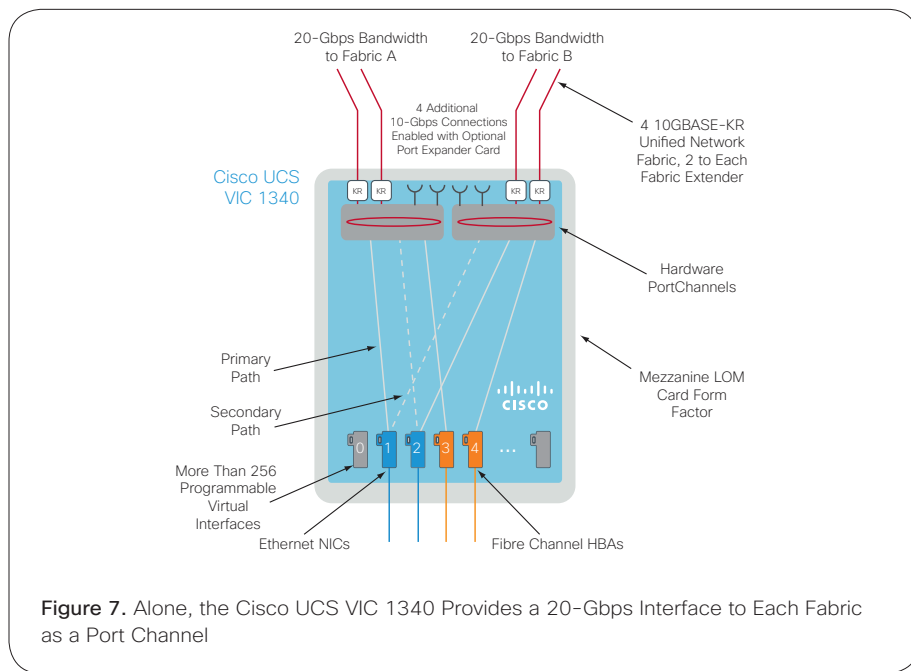 20-Gbps Bandwidth
to Fabric A
20-Gbps Bandwidth
to Fabric B
4 Additional
10-Gbps Connections
Enabled with Optional
Port Expander Card
4 10GBASE-KR
Unified Network
Fabric, 2 to Each
Fabric Extender
Cisco UCS
VIC 1340
KR
KR
KR
KR
Hardware
PortChannels
Primary
Path
Mezzanine LOM
Card Form
Factor
CISCO
Secondary
Path
0
1
2
3
4
...
More Than 256
Programmable
Virtual
Interfaces
Ethernet NICs
Fibre Channel HBAs
Figure 7. Alone, the Cisco UCS VIC 1340 Provides a 20-Gbps Interface to Each Fabric
as a Port Channel